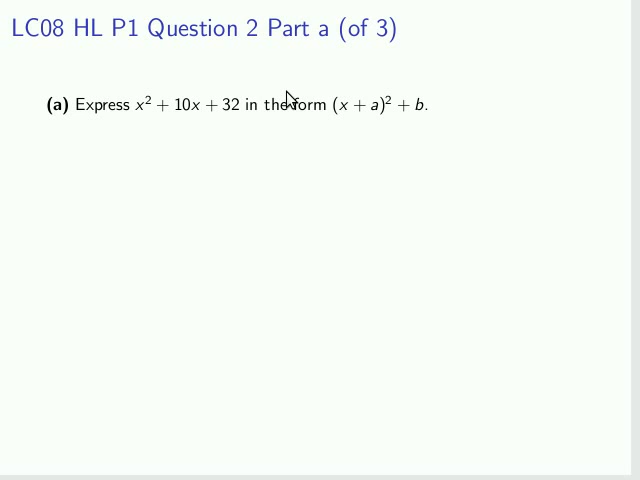 LC08 HL P1 Question 2 Part a (of 3)
(a) Express x² + 10x + 32 in the form (x + a)² + b.